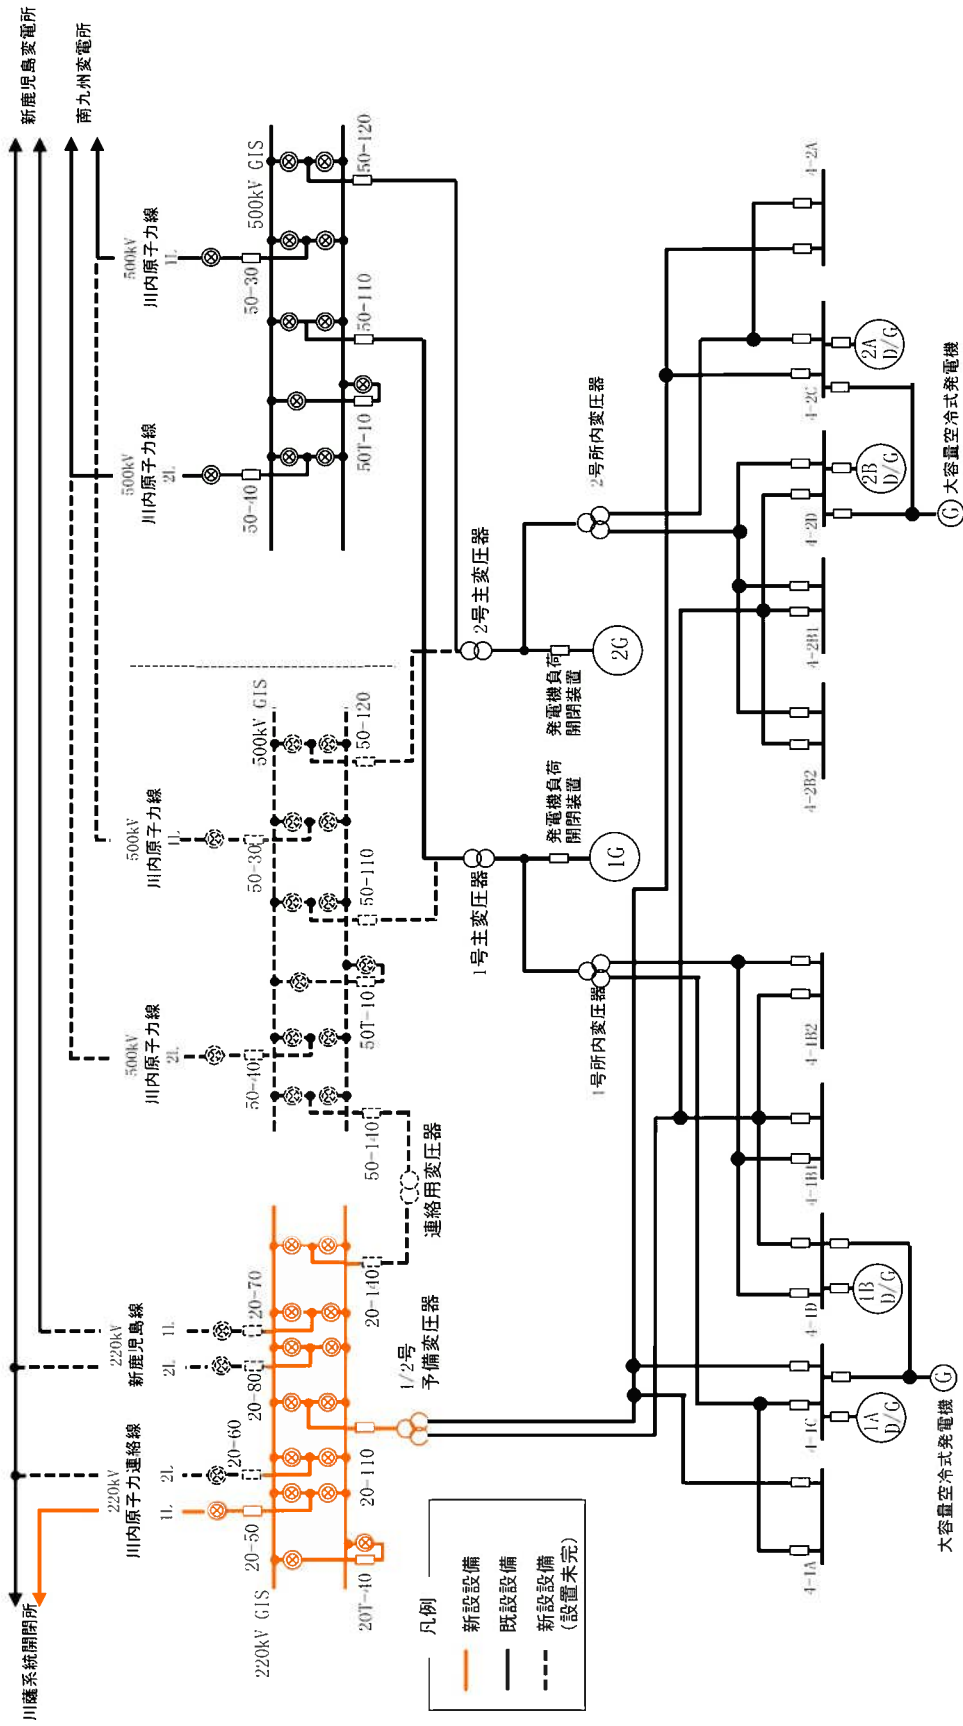 川薩系統開閉所
新鹿児島変電所
南九州変電所
220kV
川内原子力連絡線
1L
2L
220kV
新鹿児島線
2L
1L
500kV
川内原子力線
2L
500kV
川内原子力線
1L
500kV
川内原子力線
2L
500kV
川内原子力線
1L
20-50
20-60
20-80
20-70
50-40
50-30
50-40
50-30
220kV GIS
500kV GIS
500kV GIS
20T-40
20-110
20-140
50-140
50T-10
50-110
50-120
50T-10
50-110
50-120
1/2号
予備変圧器
連絡用変圧器
1号主変圧器
2号主変圧器
発電機負荷
開閉装置
発電機負荷
開閉装置
1G
2G
1号所内変圧器
2号所内変圧器
4-1A
4-1C
4-1D
4-1B1
4-1B2
4-2B2
4-2B1
4-2D
4-2C
4-2A
1A
D/G
1B
D/G
2B
D/G
2A
D/G
G
大容量空冷式発電機
G
大容量空冷式発電機
凡例
新設設備
既設設備
新設設備
(設置未完)